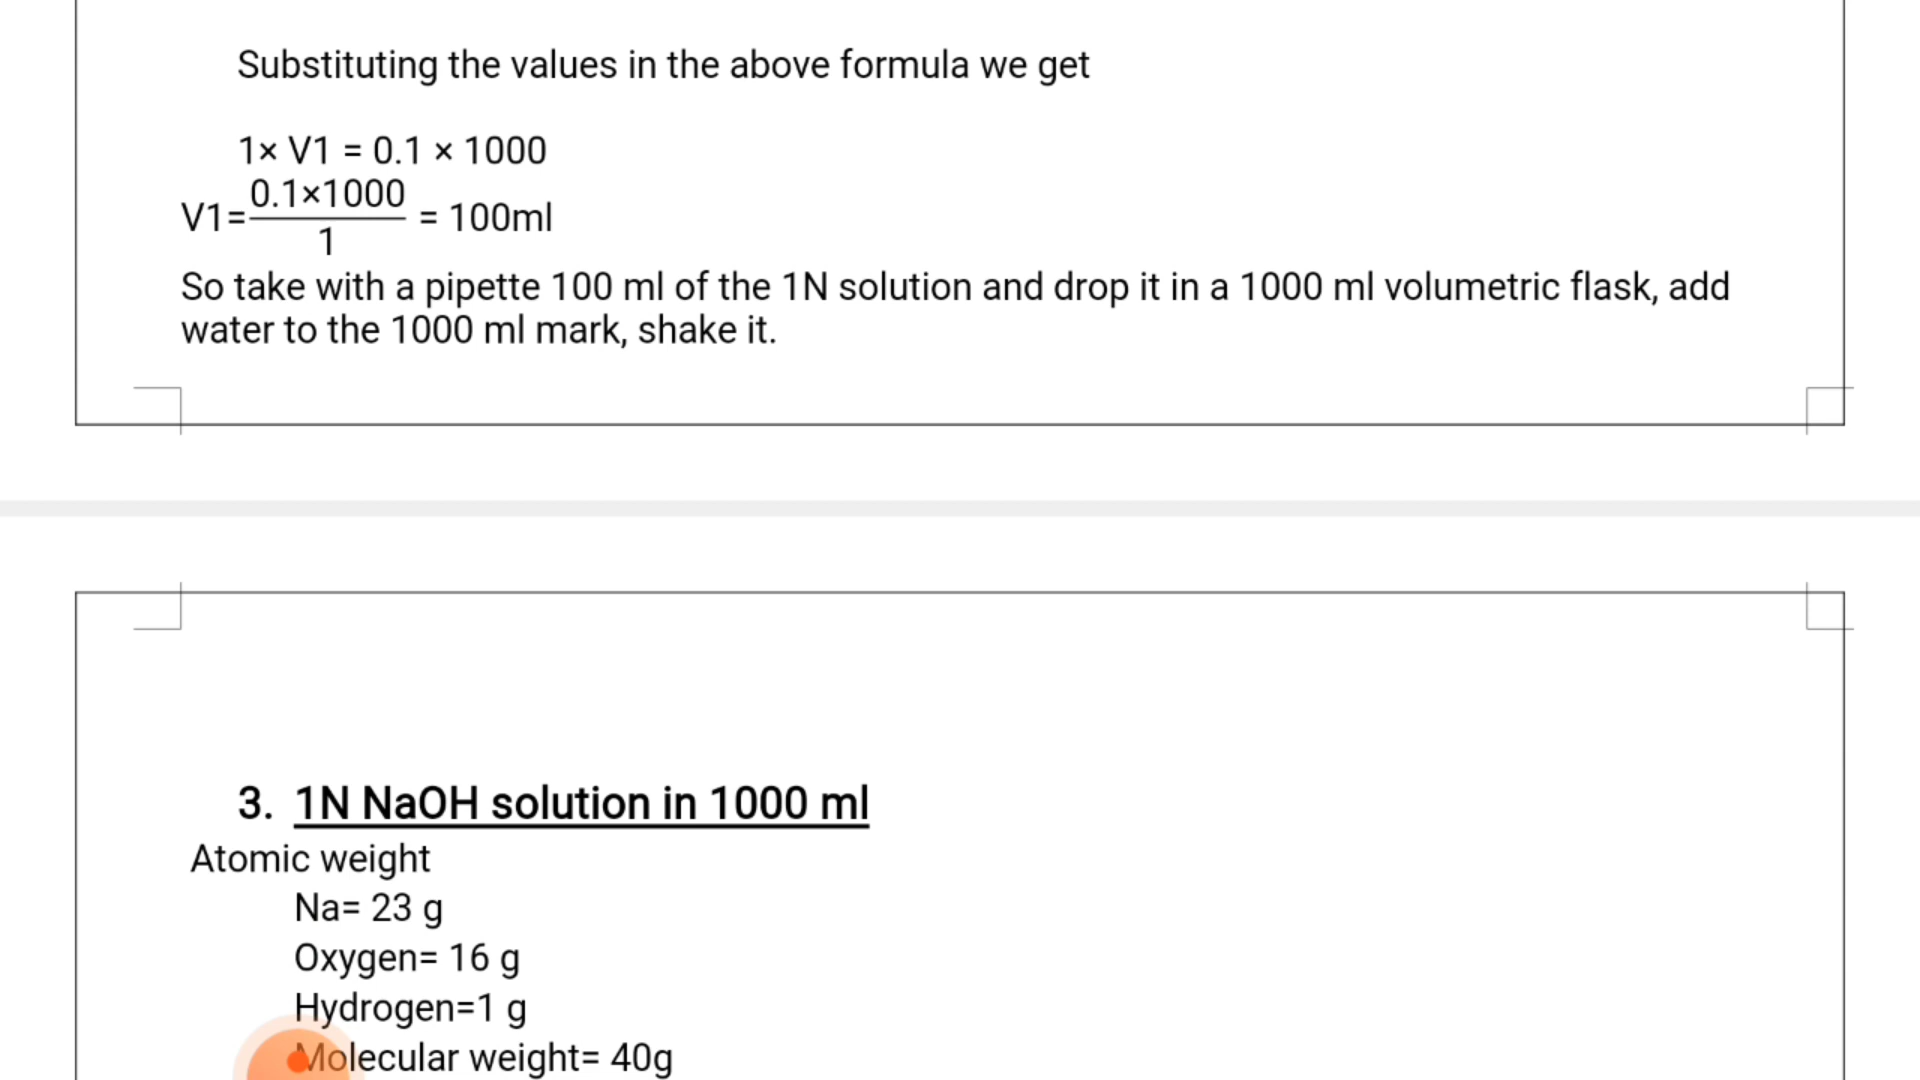 Substituting the values in the above formula we get
1× V1 = 0.1 × 1000
V1= 0.1×1000 / 1 = 100ml
So take with a pipette 100 ml of the 1N solution and drop it in a 1000 ml volumetric flask, add
water to the 1000 ml mark, shake it.
3. 1N NaOH solution in 1000 ml
Atomic weight
Na= 23 g
Oxygen= 16 g
Hydrogen=1 g
Molecular weight= 40g